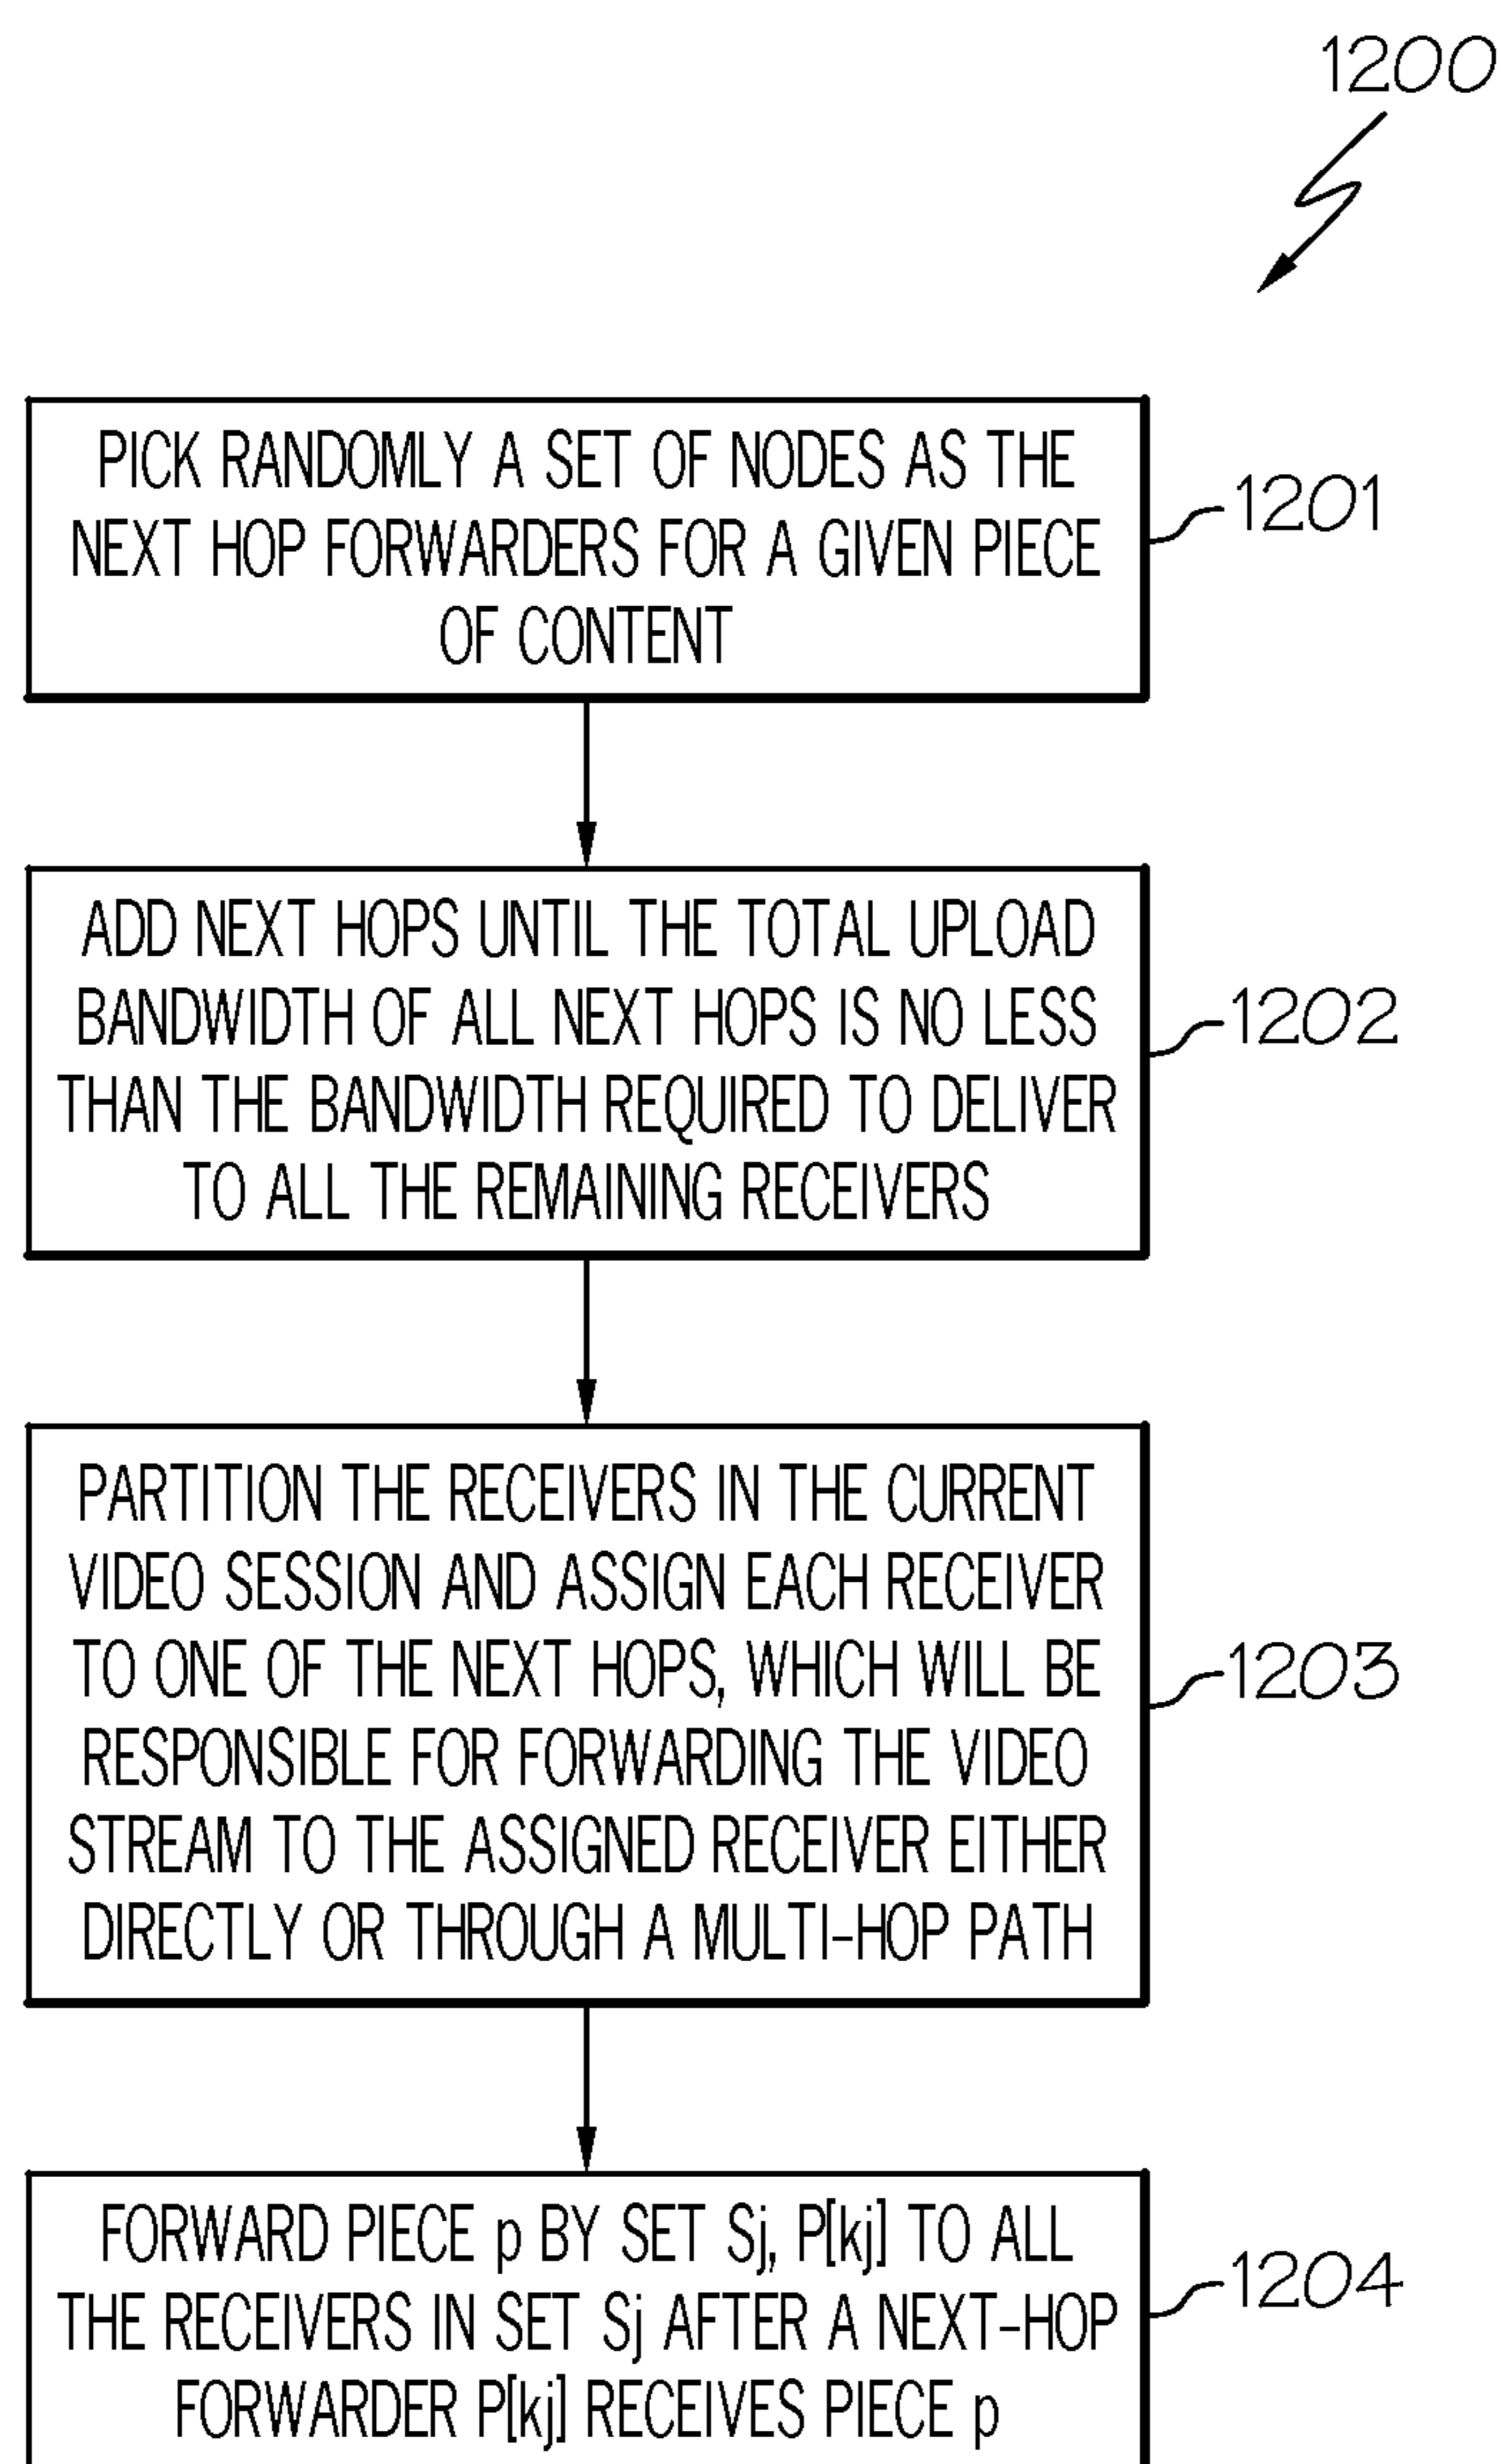 1200
PICK RANDOMLY A SET OF NODES AS THE
NEXT HOP FORWARDERS FOR A GIVEN PIECE
OF CONTENT
1201
ADD NEXT HOPS UNTIL THE TOTAL UPLOAD
BANDWIDTH OF ALL NEXT HOPS IS NO LESS
THAN THE BANDWIDTH REQUIRED TO DELIVER
TO ALL THE REMAINING RECEIVERS
1202
PARTITION THE RECEIVERS IN THE CURRENT
VIDEO SESSION AND ASSIGN EACH RECEIVER
TO ONE OF THE NEXT HOPS, WHICH WILL BE
RESPONSIBLE FOR FORWARDING THE VIDEO
STREAM TO THE ASSIGNED RECEIVER EITHER
DIRECTLY OR THROUGH A MULTI-HOP PATH
1203
FORWARD PIECE p BY SET Sj, P[kj] TO ALL
THE RECEIVERS IN SET Sj AFTER A NEXT-HOP
FORWARDER P[kj] RECEIVES PIECE p
1204